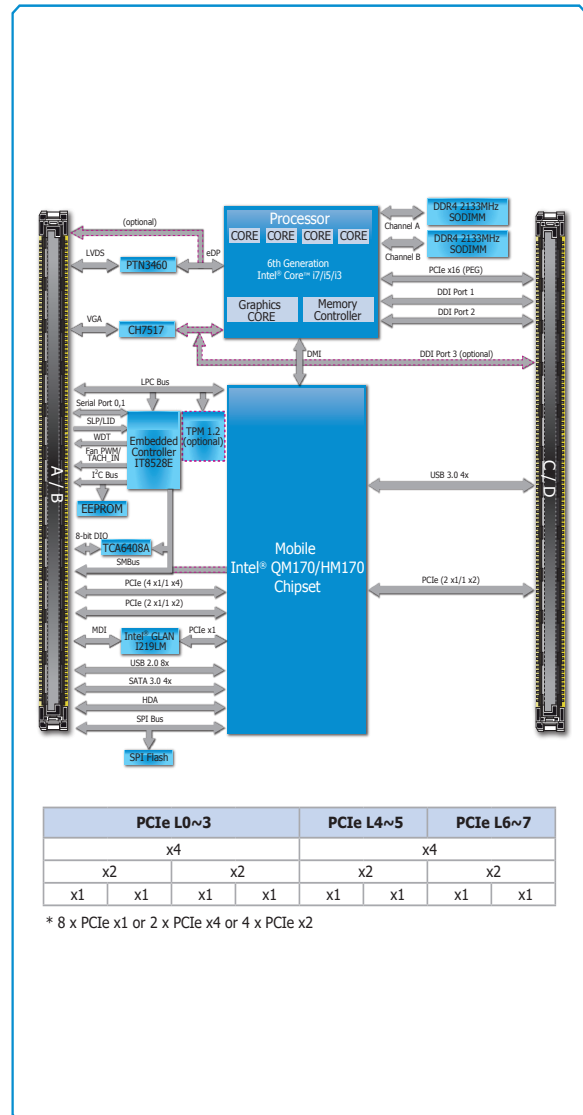 Processor
CORE CORE CORE CORE
6th Generation
Intel® Core™ i7/i5/i3
Graphics
CORE
Memory
Controller
DDR4 2133MHz
SODIMM
Channel A
DDR4 2133MHz
SODIMM
Channel B
(optional)
LVDS
PTN3460
eDP
PCIe x16 (PEG)
DDI Port 1
DDI Port 2
VGA
CH7517
DMI
DDI Port 3 (optional)
LPC Bus
Serial Port 0,1
SLP/LID
WDT
Fan PWM/
TACH_IN
I²C Bus
Embedded
Controller
IT8528E
TPM 1.2
(optional)
A / B
C / D
EEPROM
8-bit DIO
TCA6408A
SMBus
Mobile
Intel® QM170/HM170
Chipset
USB 3.0 4x
PCIe (4 x1/1 x4)
PCIe (2 x1/1 x2)
PCIe (2 x1/1 x2)
MDI
Intel® GLAN
I219LM
PCIe x1
USB 2.0 8x
SATA 3.0 4x
HDA
SPI Bus
SPI Flash
PCIe L0~3 PCIe L4~5 PCIe L6~7
x4 x4
x2 x2 x2 x2
x1 x1 x1 x1 x1 x1 x1 x1
* 8 x PCIe x1 or 2 x PCIe x4 or 4 x PCIe x2